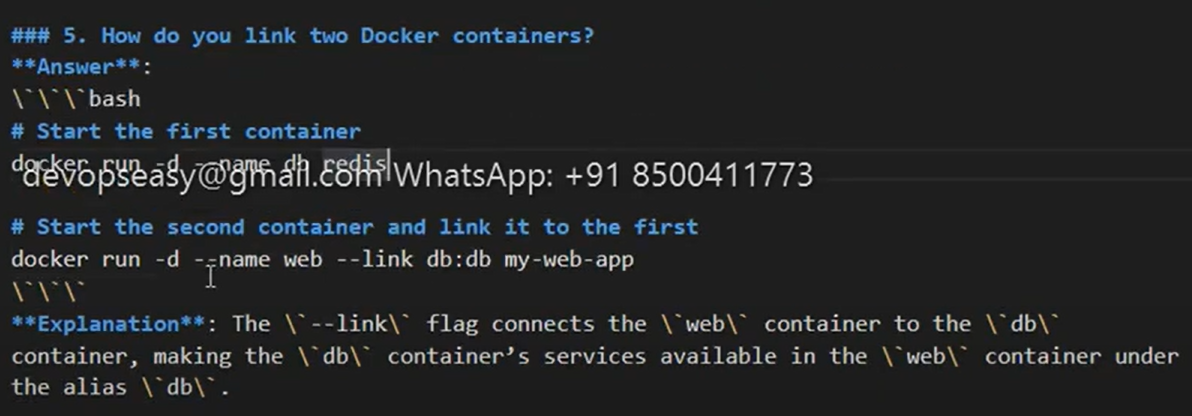 ### 5. How do you link two Docker containers?
**Answer**:
\`\`\`bash
# Start the first container
docker run -d --name db redis
devopseasy@gmail.com WhatsApp: +91 8500411773
# Start the second container and link it to the first
docker run -d --name web --link db:db my-web-app
\`\`\`
**Explanation**: The \`--link\` flag connects the \`web\` container to the \`db\`
container, making the \`db\` container’s services available in the \`web\` container under
the alias \`db\`.